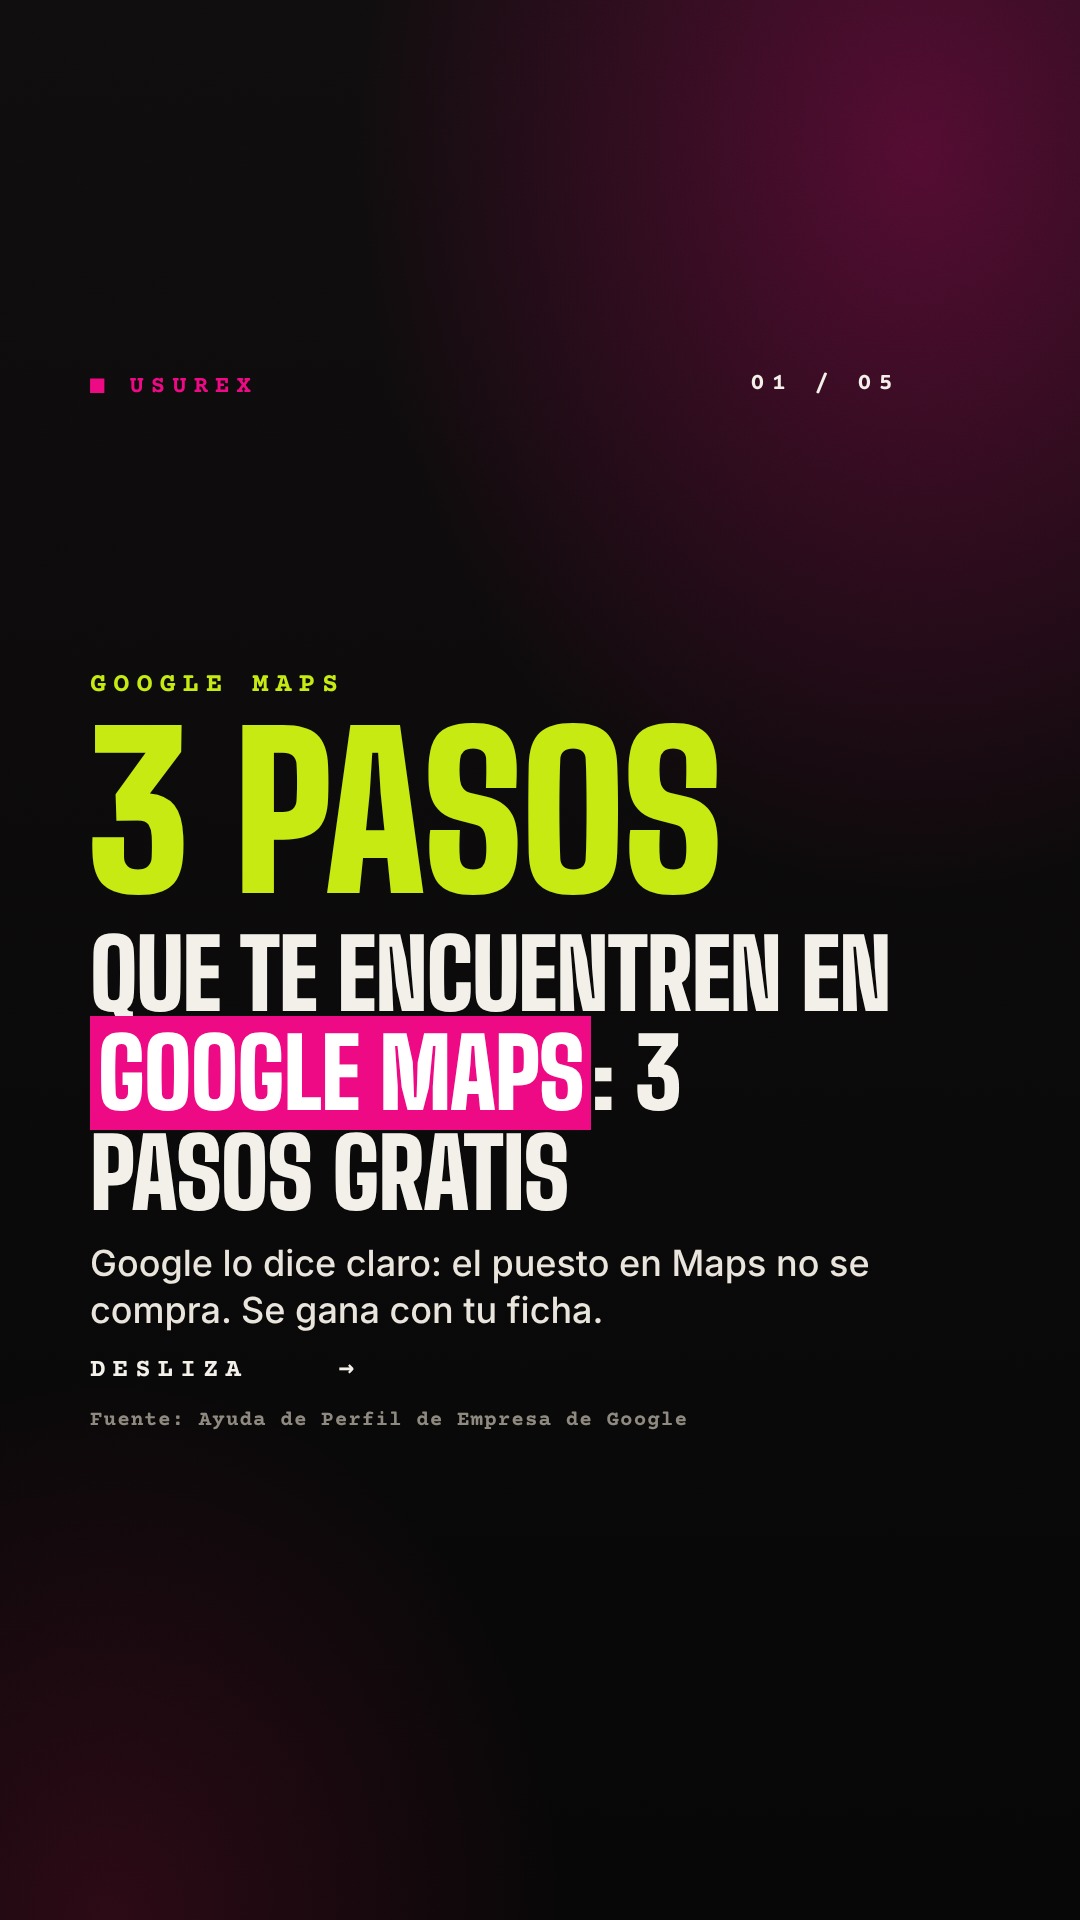 USUREX
01 / 05
GOOGLE MAPS
3 PASOS
QUE TE ENCUENTREN EN
GOOGLE MAPS: 3
PASOS GRATIS
Google lo dice claro: el puesto en Maps no se
compra. Se gana con tu ficha.
DESLIZA →
Fuente: Ayuda de Perfil de Empresa de Google